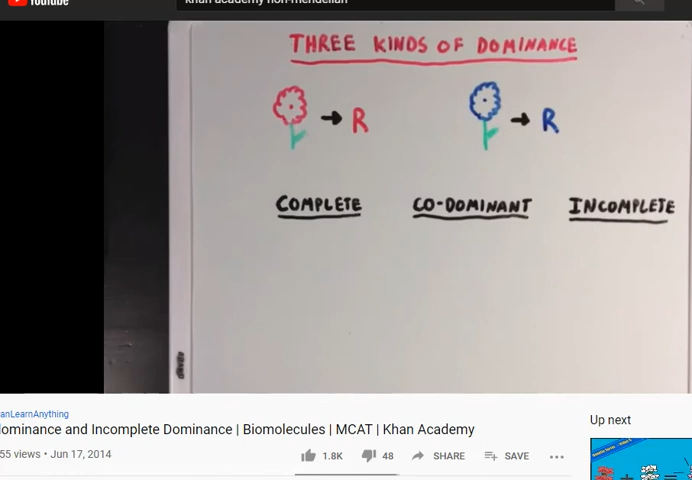 YouTube
khan academy non-mendelian
THREE KINDS OF DOMINANCE
→ R → R
COMPLETE CO-DOMINANT INCOMPLETE
anLearnAnything
ominance and Incomplete Dominance | Biomolecules | MCAT | Khan Academy
55 views • Jun 17, 2014
1.8K 48 SHARE SAVE ...
Up next